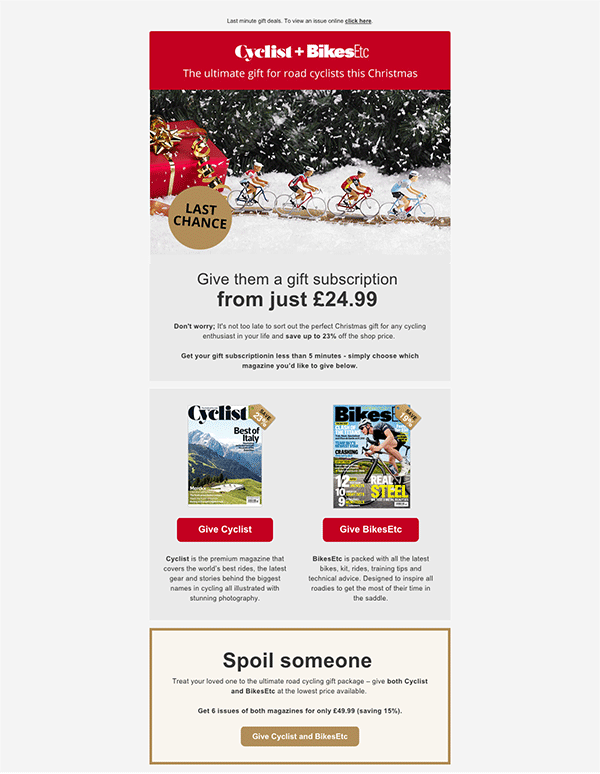 Last minute gift deals. To view an issue online click here.
Cyclist + BikesEtc
The ultimate gift for road cyclists this Christmas
LAST
CHANCE
Give them a gift subscription
from just £24.99
Don't worry; It's not too late to sort out the perfect Christmas gift for any cycling
enthusiast in your life and save up to 23% off the shop price.
Get your gift subscriptionin less than 5 minutes - simply choose which
magazine you'd like to give below.
Cyclist
SAVE
23%
Best of
Italy
BikesEtc
SAVE
CRASHING
12
10
9
REAL
STEEL
Give Cyclist
Give BikesEtc
Cyclist is the premium magazine that
covers the world's best rides, the latest
gear and stories behind the biggest
names in cycling all illustrated with
stunning photography.
BikesEtc is packed with all the latest
bikes, kit, rides, training tips and
technical advice. Designed to inspire all
roadies to get the most of their time in
the saddle.
Spoil someone
Treat your loved one to the ultimate road cycling gift package – give both Cyclist
and BikesEtc at the lowest price available.
Get 6 issues of both magazines for only £49.99 (saving 15%).
Give Cyclist and BikesEtc